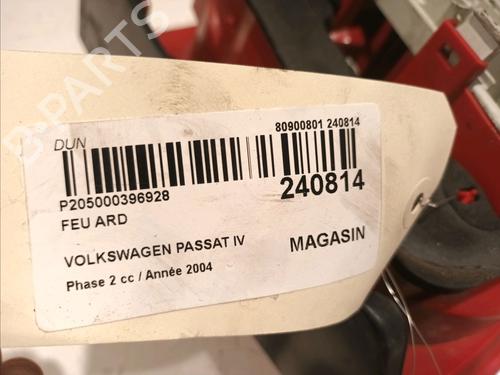 DUN
80900801 240814
P205000396928
240814
FEU ARD
VOLKSWAGEN PASSAT IV
MAGASIN
Phase 2 cc / Année 2004
B-PARTS